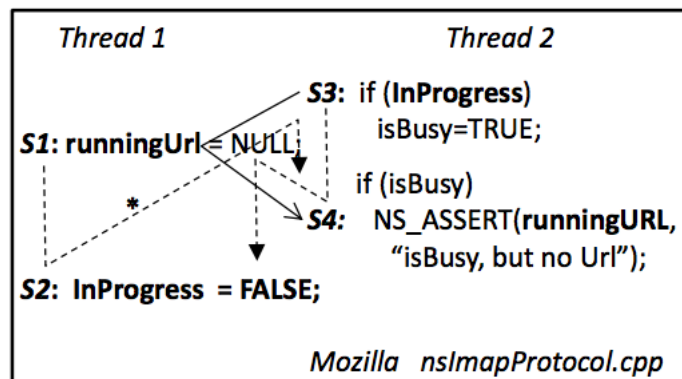 Thread 1 Thread 2
S3: if (InProgress)
isBusy=TRUE;
S1: runningUrl = NULL;
if (isBusy)
*
S4: NS_ASSERT(runningURL,
"isBusy, but no Url");
S2: InProgress = FALSE;
Mozilla nsImapProtocol.cpp